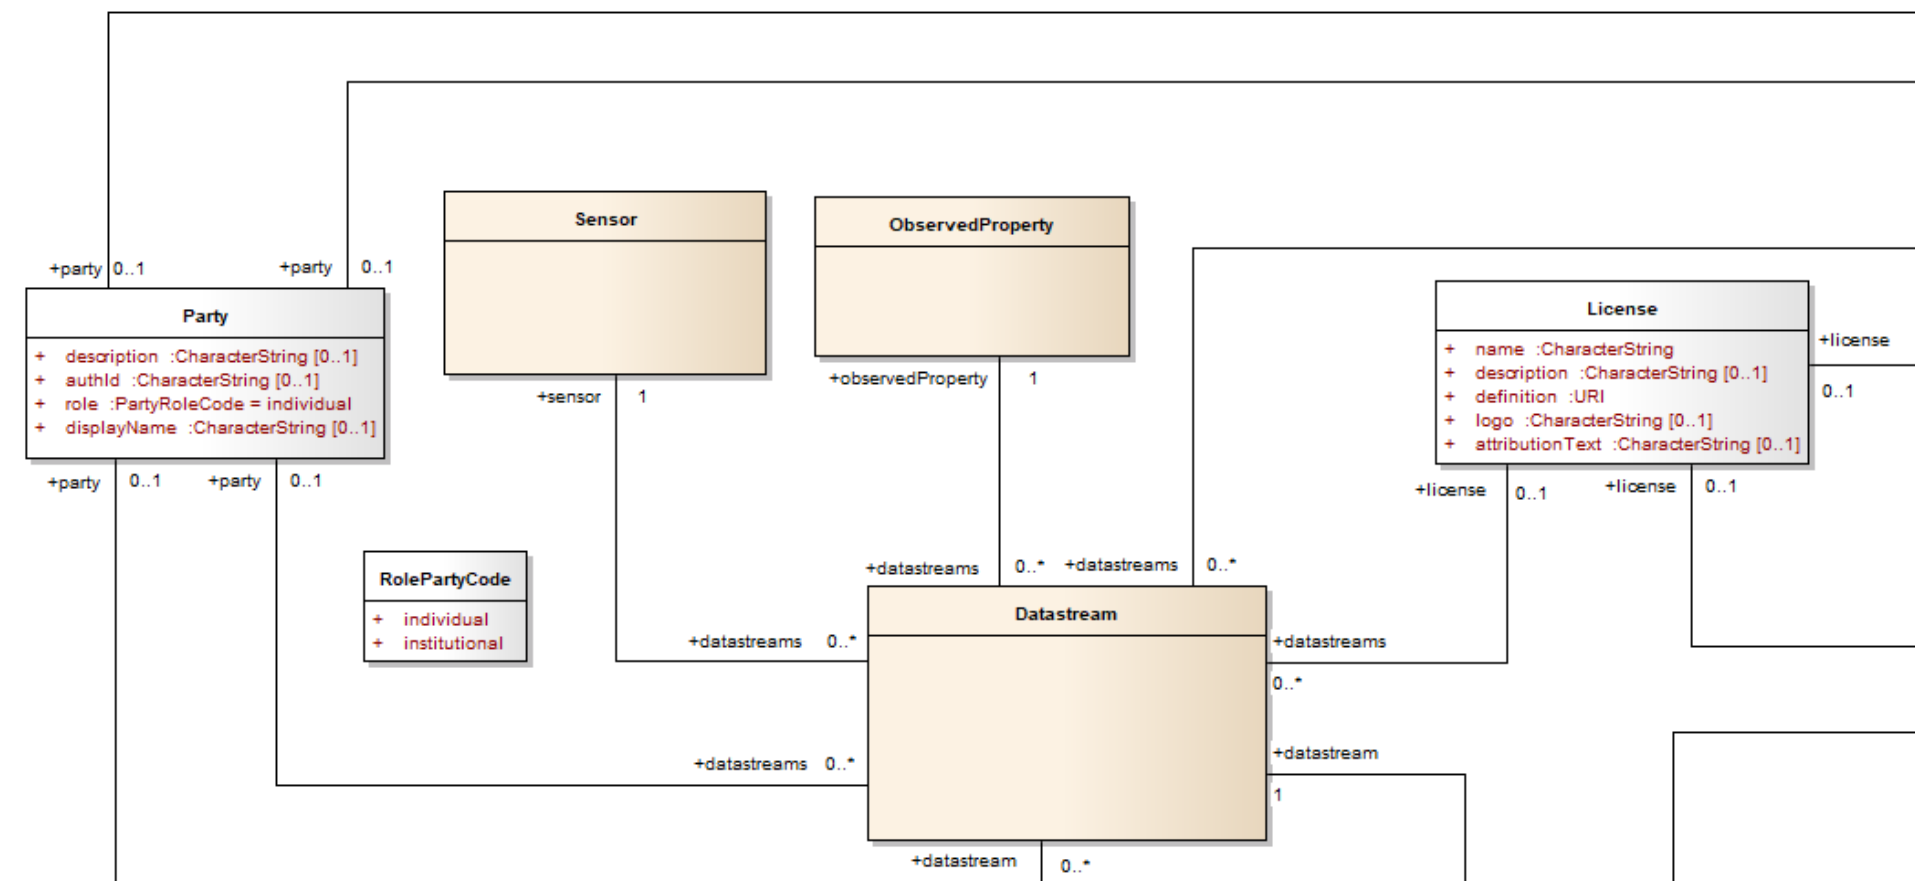 Sensor
ObservedProperty
+party 0..1
+party 0..1
Party
+ description :CharacterString [0..1]
+ authId :CharacterString [0..1]
+ role :PartyRoleCode = individual
+ displayName :CharacterString [0..1]
+party 0..1
+party 0..1
+sensor 1
+observedProperty 1
License
+ name :CharacterString
+ description :CharacterString [0..1]
+ definition :URI
+ logo :CharacterString [0..1]
+ attributionText :CharacterString [0..1]
+license
0..1
+license 0..1
+license 0..1
RolePartyCode
+ individual
+ institutional
+datastreams 0..*
+datastreams 0..*
Datastream
+datastreams 0..*
+datastreams
0..*
+datastreams 0..*
+datastream
1
+datastream 0..*